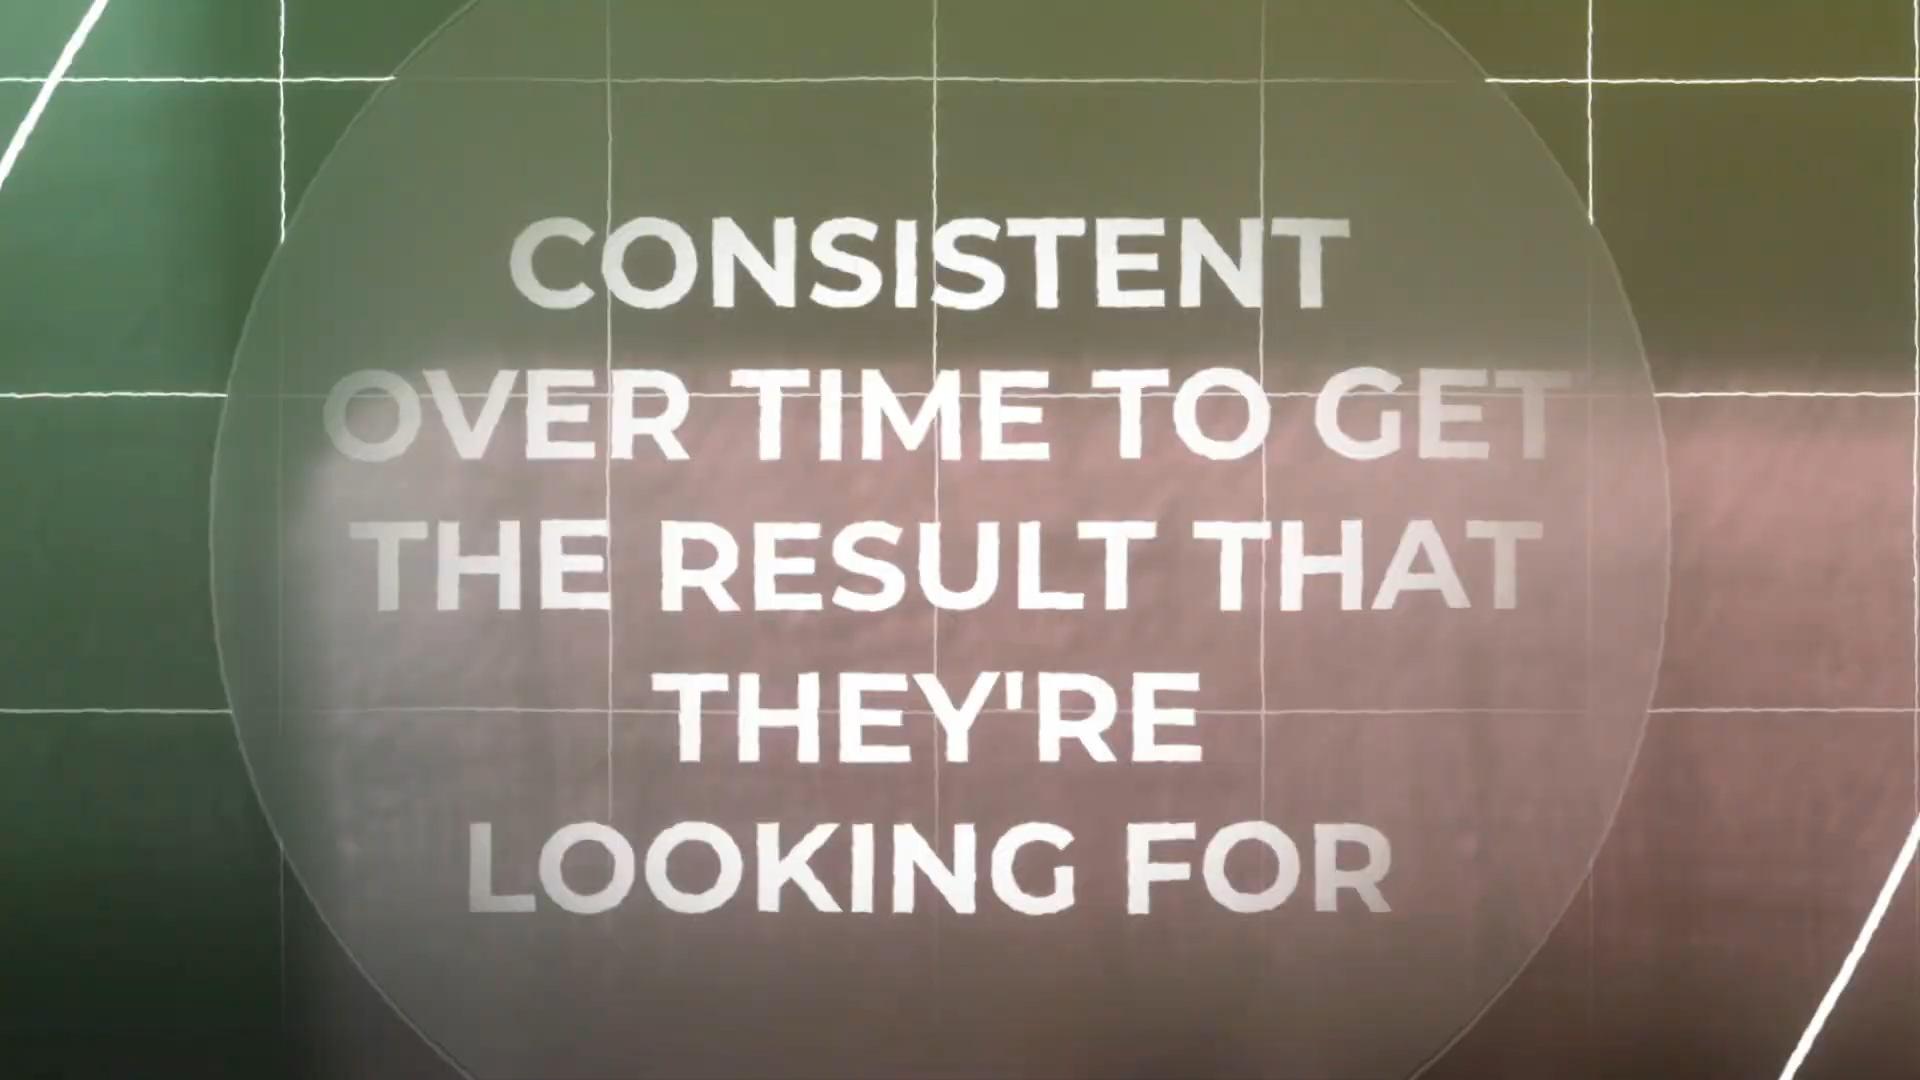 CONSISTENT
OVER TIME TO GET
THE RESULT THAT
THEY'RE
LOOKING FOR